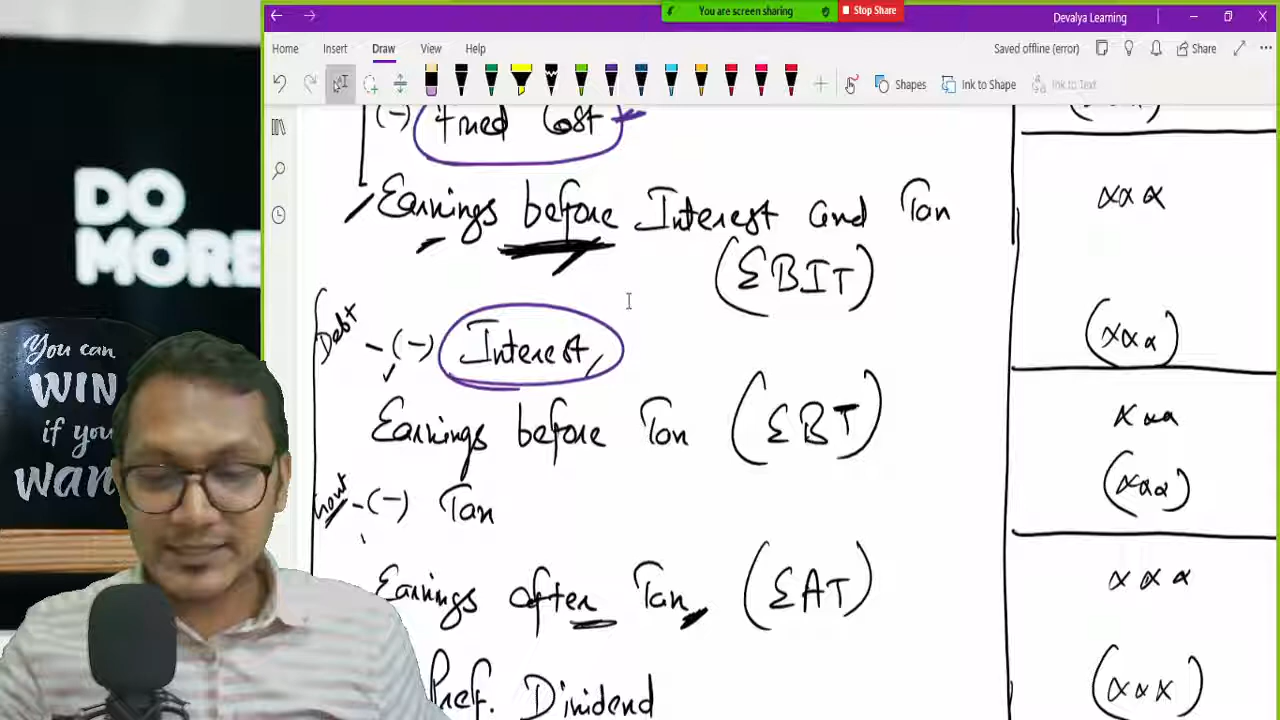 You are screen sharing
Stop Share
Devalya Learning
Home Insert Draw View Help
Saved offline (error)
Share
Shapes
Ink to Shape
Ink to Text
(-) Fixed Cost
(xxx)
Earnings before Interest and Tax
xxx
(EBIT)
Debt
(-) Interest
(xxx)
Earnings before Tax (EBT)
xxx
Govt
(-) Tax
(xxx)
Earnings after Tax (EAT)
xxx
Pref. Dividend
(xxx)
DO
MORE
You can
WIN
if you
wan